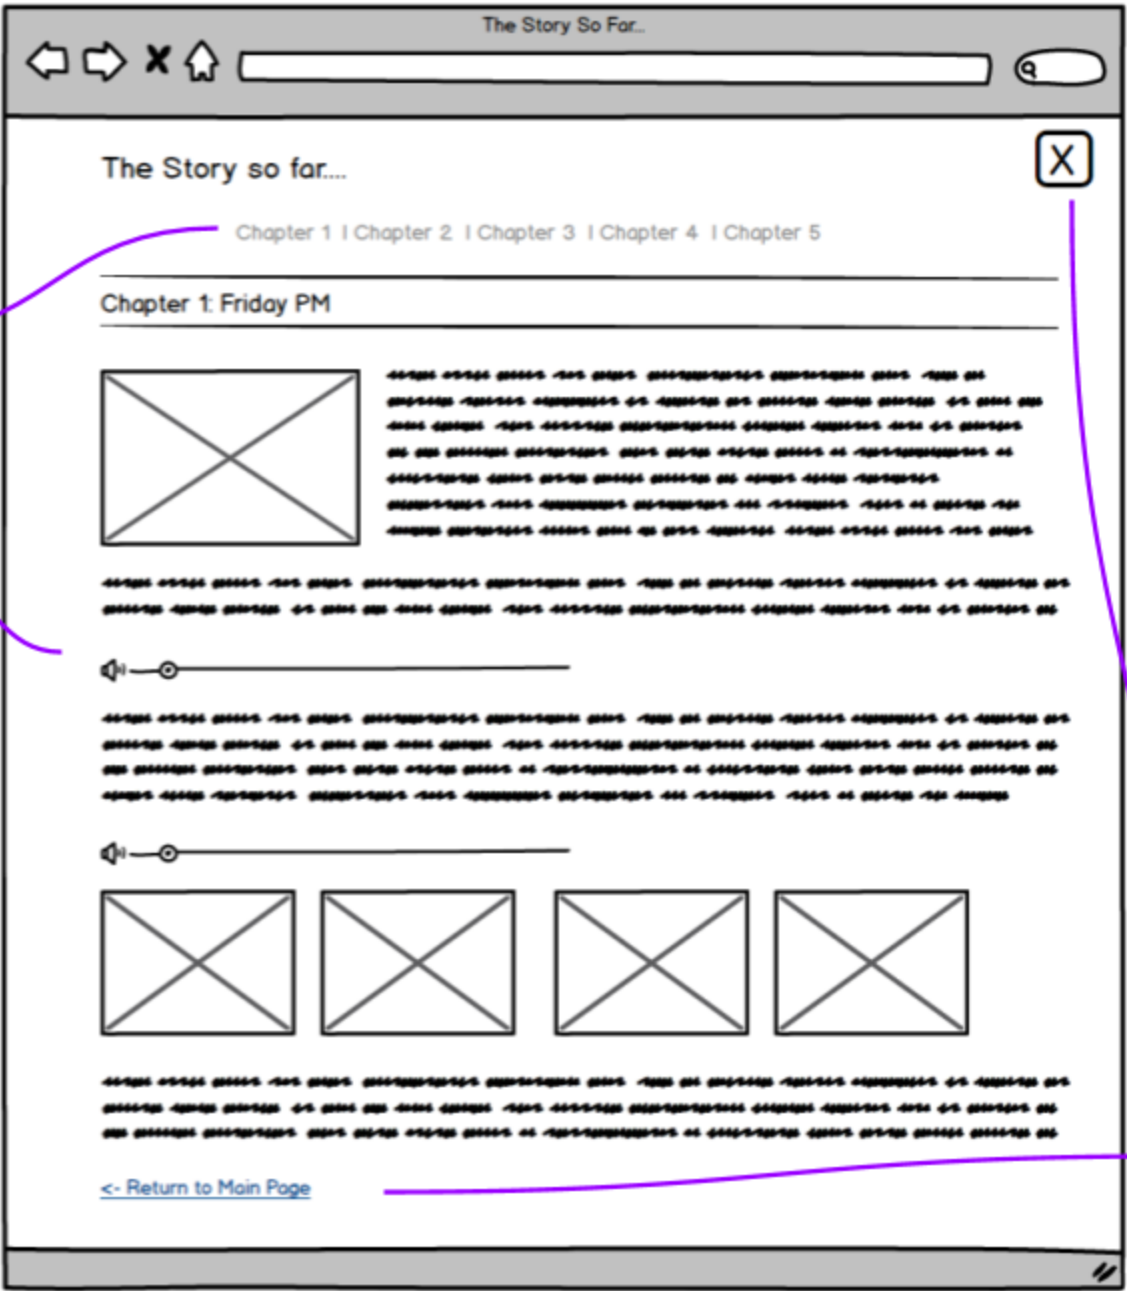 The Story So Far...
X
The Story so far....
Chapter 1 | Chapter 2 | Chapter 3 | Chapter 4 | Chapter 5
Chapter 1: Friday PM
<- Return to Main Page